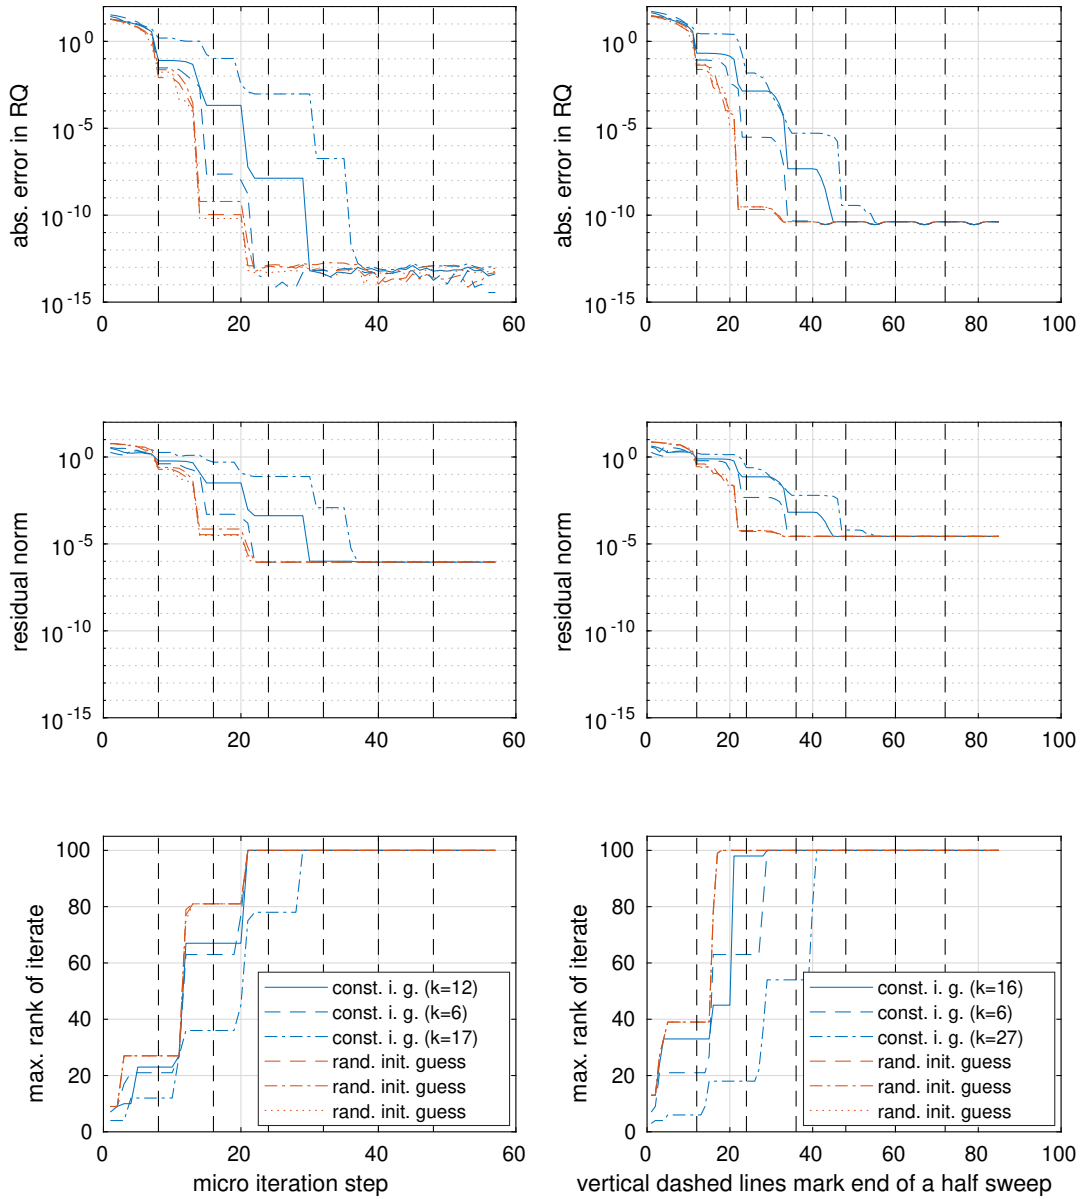 abs. error in RQ
10^0
10^-5
10^-10
10^-15
0 20 40 60
abs. error in RQ
10^0
10^-5
10^-10
10^-15
0 20 40 60 80 100
residual norm
10^0
10^-5
10^-10
10^-15
0 20 40 60
residual norm
10^0
10^-5
10^-10
10^-15
0 20 40 60 80 100
max. rank of iterate
100
80
60
40
20
0
0 20 40 60
const. i. g. (k=12)
const. i. g. (k=6)
const. i. g. (k=17)
rand. init. guess
rand. init. guess
rand. init. guess
micro iteration step
max. rank of iterate
100
80
60
40
20
0
0 20 40 60 80 100
const. i. g. (k=16)
const. i. g. (k=6)
const. i. g. (k=27)
rand. init. guess
rand. init. guess
rand. init. guess
vertical dashed lines mark end of a half sweep